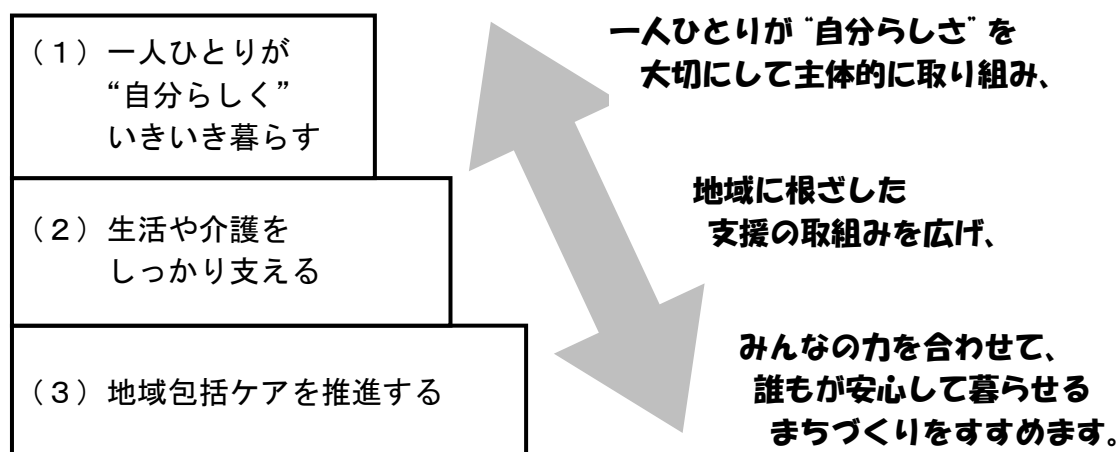 （１）一人ひとりが
“自分らしく”
いきいき暮らす
（２）生活や介護を
しっかり支える
（３）地域包括ケアを推進する
一人ひとりが“自分らしさ”を
大切にして主体的に取り組み、
地域に根ざした
支援の取組みを広げ、
みんなの力を合わせて、
誰もが安心して暮らせる
まちづくりをすすめます。